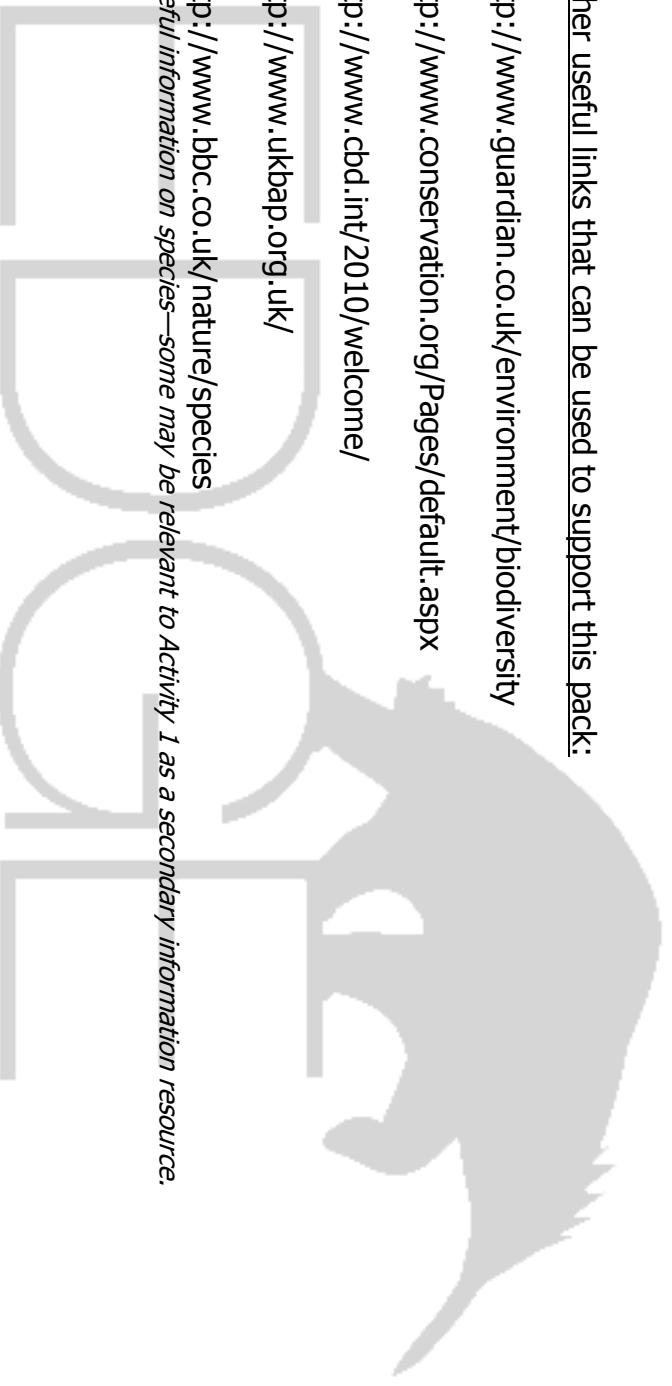 her useful links that can be used to support this pack:
p://www.guardian.co.uk/environment/biodiversity
p://www.conservation.org/Pages/default.aspx
p://www.cbd.int/2010/welcome/
p://www.ukbap.org.uk/
p://www.bbc.co.uk/nature/species
eful information on species—some may be relevant to Activity 1 as a secondary information resource.
EDGE